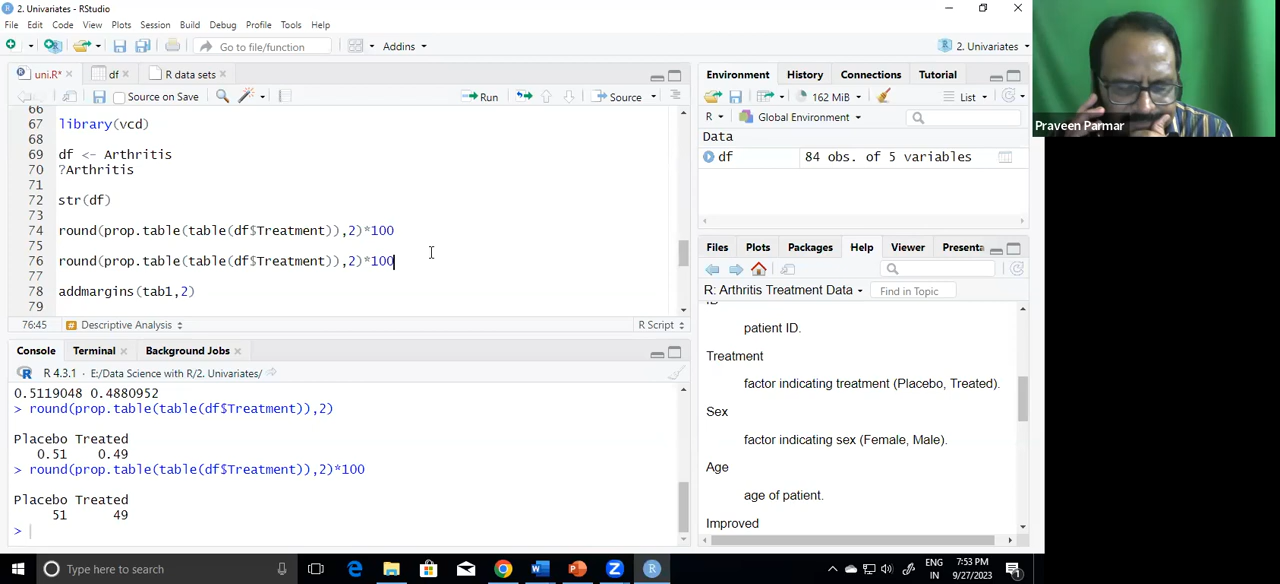 2. Univariates - RStudio
File Edit Code View Plots Session Build Debug Profile Tools Help
Go to file/function
Addins
2. Univariates
uni.R*
df
R data sets
Source on Save
Run
Source
66
67 library(vcd)
68
69 df <- Arthritis
70 ?Arthritis
71
72 str(df)
73
74 round(prop.table(table(df$Treatment)),2)*100
75
76 round(prop.table(table(df$Treatment)),2)*100
77
78 addmargins(tab1,2)
79
76:45 # Descriptive Analysis R Script
Console Terminal Background Jobs
R 4.3.1 · E:/Data Science with R/2. Univariates/
0.5119048 0.4880952
> round(prop.table(table(df$Treatment)),2)
Placebo Treated
0.51 0.49
> round(prop.table(table(df$Treatment)),2)*100
Placebo Treated
51 49
>
Environment History Connections Tutorial
162 MiB
List
R
Global Environment
Data
df 84 obs. of 5 variables
Files Plots Packages Help Viewer Presenta
R: Arthritis Treatment Data
Find in Topic
ID
patient ID.
Treatment
factor indicating treatment (Placebo, Treated).
Sex
factor indicating sex (Female, Male).
Age
age of patient.
Improved
Praveen Parmar
Type here to search
ENG
IN
7:53 PM
9/27/2023
1